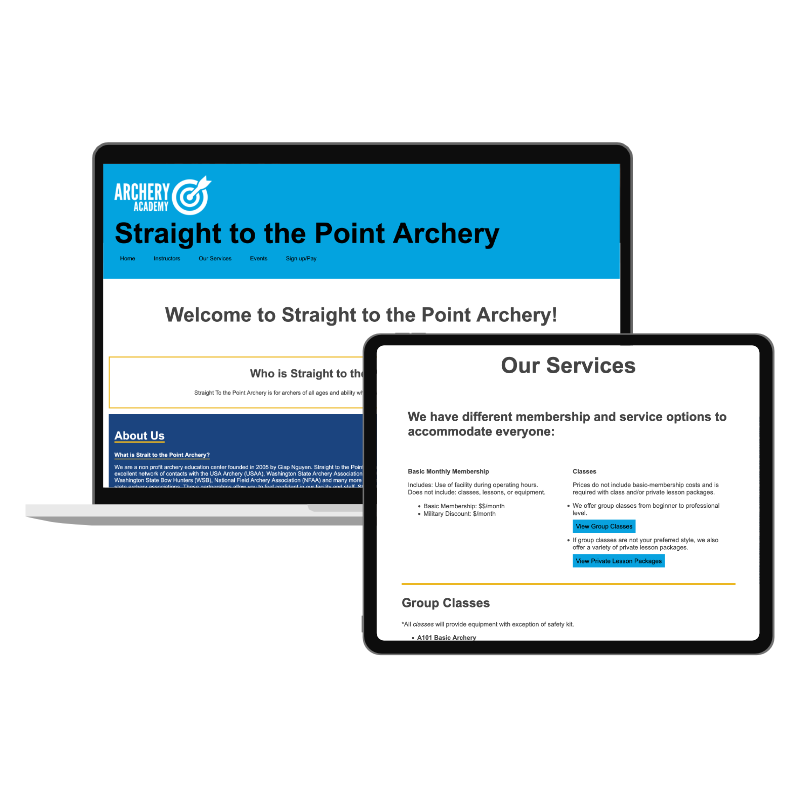 ARCHERY
ACADEMY
Straight to the Point Archery
Home Instructors Our Services Events Sign up/Pay
Welcome to Straight to the Point Archery!
Who is Straight to the
Straight To the Point Archery is for archers of all ages and ability
About Us
What is Strait to the Point Archery?
We are a non profit archery education center founded in 2005 by Giap Nguyen. Straight to the Poin
excellent network of contacts with the USA Archery (USAA), Washington State Archery Association
Washington State Bow Hunters (WSB), National Field Archery Association (NFAA) and many more
Our Services
We have different membership and service options to
accommodate everyone:
Basic Monthly Membership
Includes: Use of facility during operating hours.
Does not include: classes, lessons, or equipment.
• Basic Membership: $$/month
• Military Discount: $/month
Classes
Prices do not include basic-membership costs and is
required with class and/or private lesson packages.
• We offer group classes from beginner to professional
level.
View Group Classes
• If group classes are not your preferred style, we also
offer a variety of private lesson packages.
View Private Lesson Packages
Group Classes
*All classes will provide equipment with exception of safety kit.
• A101 Basic Archery